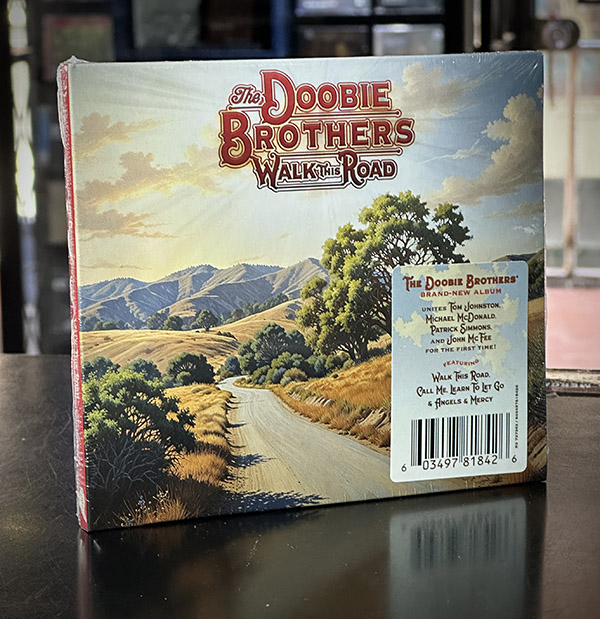 The Doobie
Brothers
Walk This Road
The Doobie Brothers'
BRAND-NEW ALBUM
UNITES TOM JOHNSTON,
MICHAEL MCDONALD,
PATRICK SIMMONS,
AND JOHN MCFEE
FOR THE FIRST TIME!
FEATURING
WALK THIS ROAD,
CALL ME, LEARN TO LET GO
& ANGELS & MERCY
6 03497 81842 6